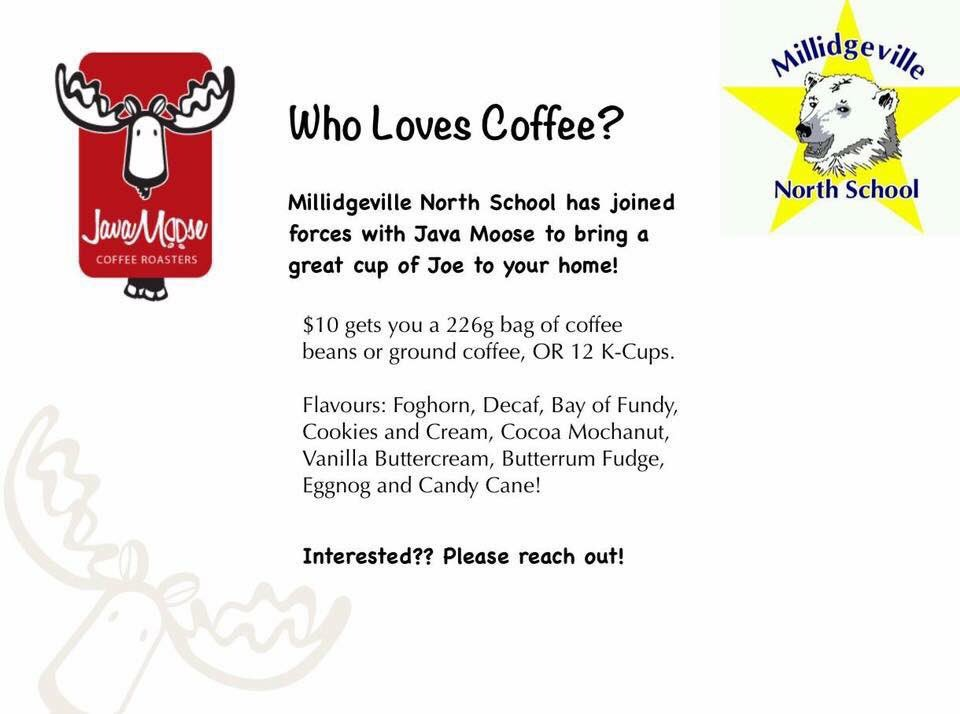 Millidgeville
North School
Java Moose
COFFEE ROASTERS
Who Loves Coffee?
Millidgeville North School has joined
forces with Java Moose to bring a
great cup of Joe to your home!
$10 gets you a 226g bag of coffee
beans or ground coffee, OR 12 K-Cups.
Flavours: Foghorn, Decaf, Bay of Fundy,
Cookies and Cream, Cocoa Mochanut,
Vanilla Buttercream, Butterrum Fudge,
Eggnog and Candy Cane!
Interested?? Please reach out!